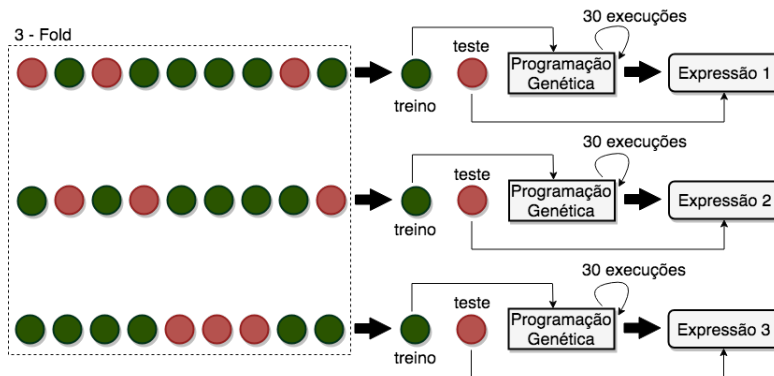 3 - Fold
30 execuções
teste
Programação
Genética
Expressão 1
treino
30 execuções
teste
Programação
Genética
Expressão 2
treino
30 execuções
teste
Programação
Genética
Expressão 3
treino